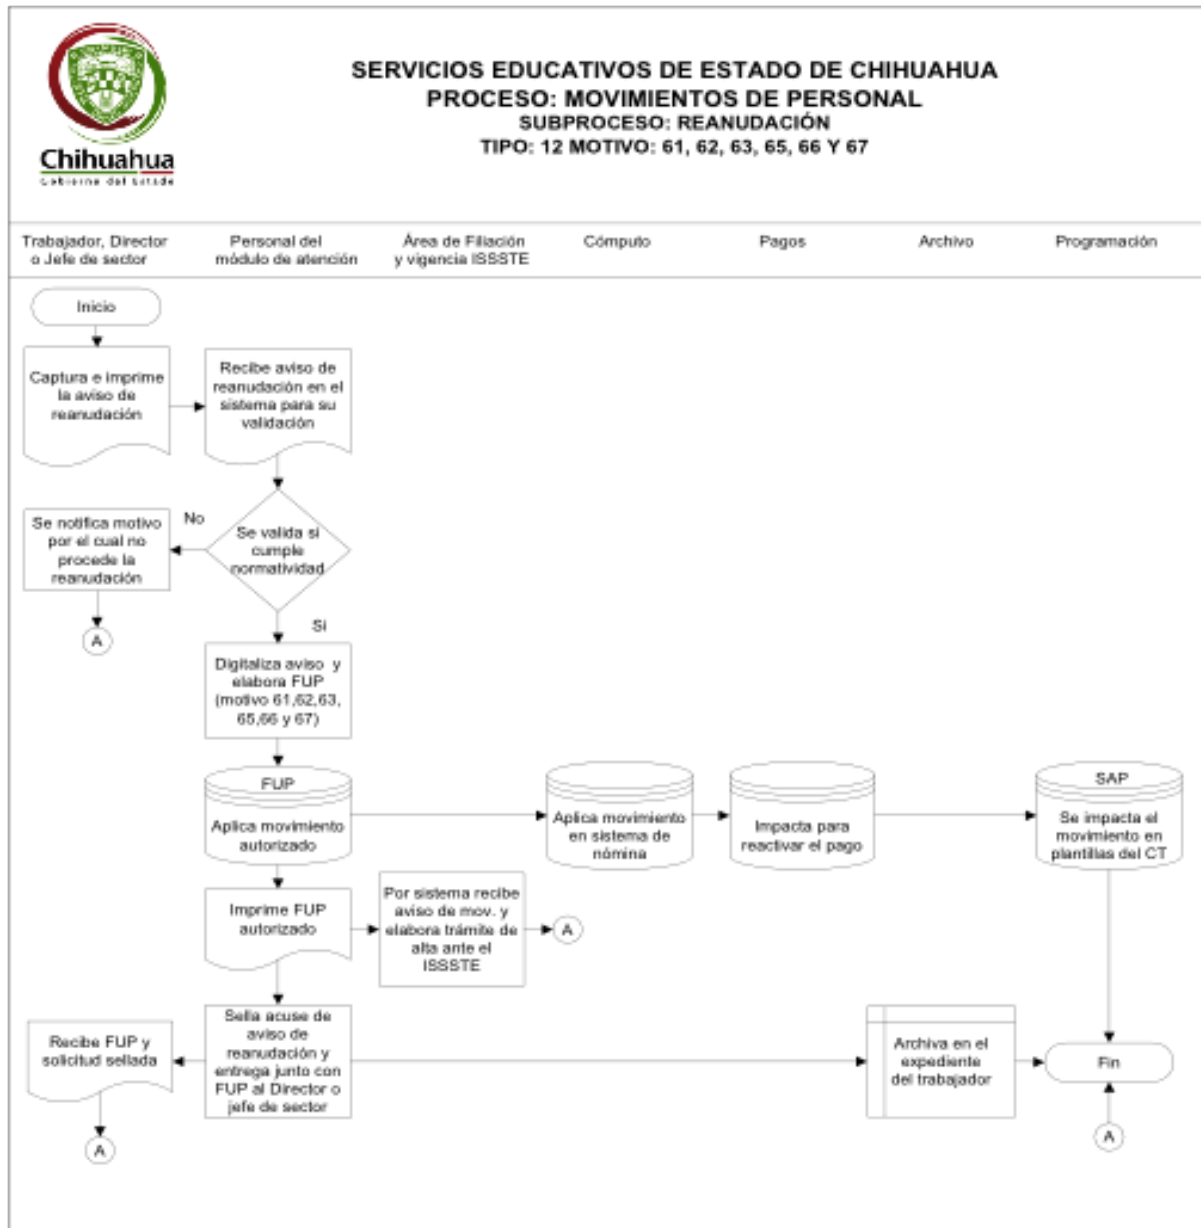 SERVICIOS EDUCATIVOS DE ESTADO DE CHIHUAHUA
PROCESO: MOVIMIENTOS DE PERSONAL
SUBPROCESO: REANUDACIÓN
TIPO: 12 MOTIVO: 61, 62, 63, 65, 66 Y 67
Chihuahua
Gobierno del Estado
Trabajador, Director
o Jefe de sector
Personal del
módulo de atención
Área de Filiación
y vigencia ISSSTE
Cómputo
Pagos
Archivo
Programación
Inicio
Captura e imprime
la aviso de
reanudación
Recibe aviso de
reanudación en el
sistema para su
validación
Se valida si
cumple
normatividad
No
Se notifica motivo
por el cual no
procede la
reanudación
A
Si
Digitaliza aviso y
elabora FUP
(motivo 61,62,63,
65,66 y 67)
FUP
Aplica movimiento
autorizado
Aplica movimiento
en sistema de
nómina
Impacta para
reactivar el pago
SAP
Se impacta el
movimiento en
plantillas del CT
Imprime FUP
autorizado
Por sistema recibe
aviso de mov. y
elabora trámite de
alta ante el
ISSSTE
A
Sella acuse de
aviso de
reanudación y
entrega junto con
FUP al Director o
jefe de sector
Recibe FUP y
solicitud sellada
A
Archiva en el
expediente
del trabajador
Fin
A